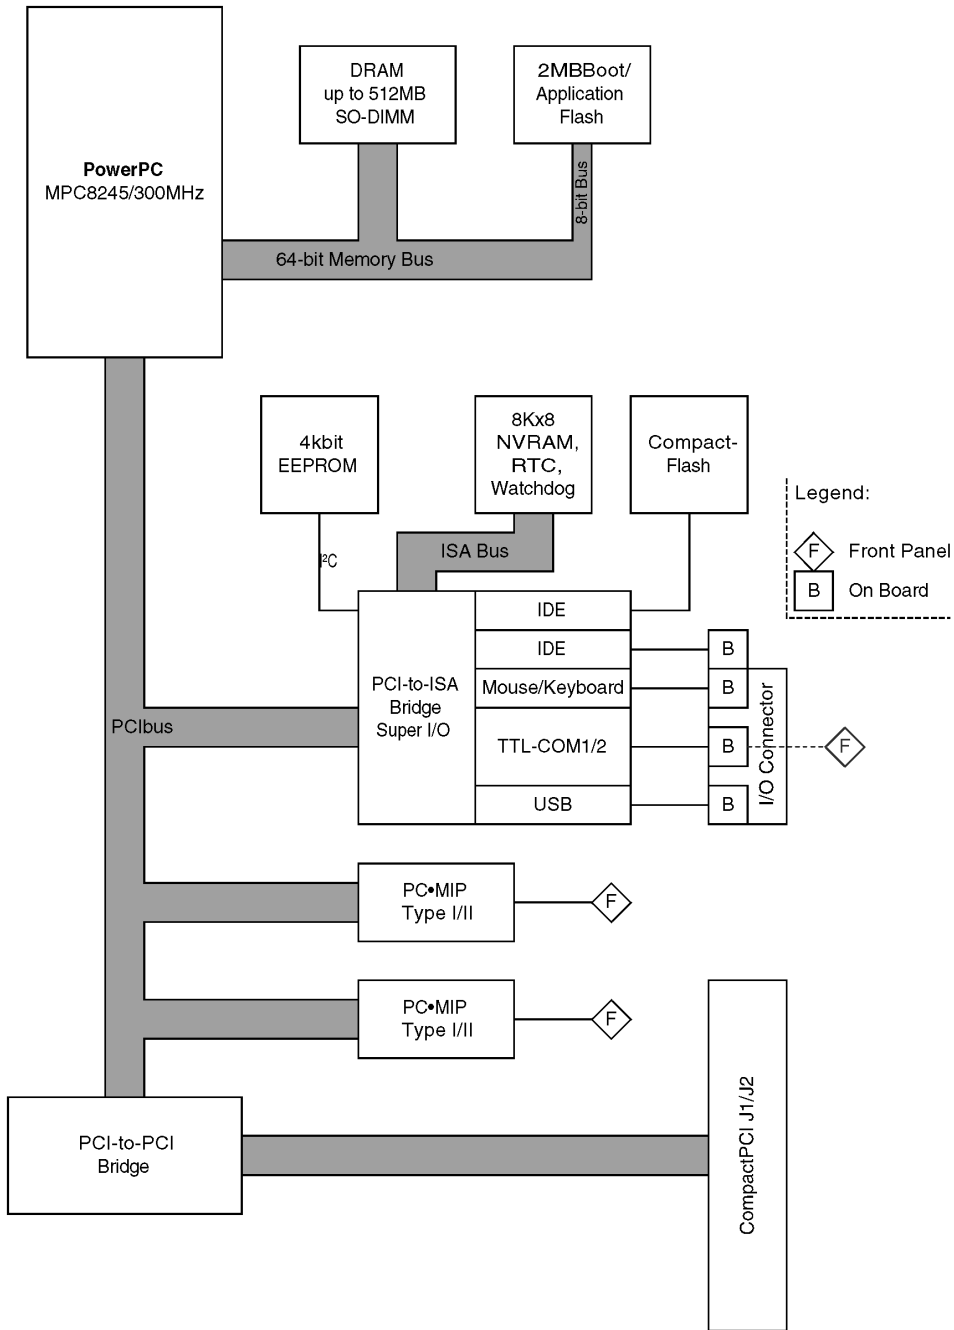 PowerPC
MPC8245/300MHz
DRAM
up to 512MB
SO-DIMM
2MBBoot/
Application
Flash
8-bit Bus
64-bit Memory Bus
4kbit
EEPROM
8Kx8
NVRAM,
RTC,
Watchdog
Compact-
Flash
Legend:
F
Front Panel
B
On Board
I²C
ISA Bus
PCI-to-ISA
Bridge
Super I/O
IDE
IDE
Mouse/Keyboard
TTL-COM1/2
USB
B
B
B
B
I/O Connector
F
PCIbus
PC•MIP
Type I/II
F
PC•MIP
Type I/II
F
PCI-to-PCI
Bridge
CompactPCI J1/J2